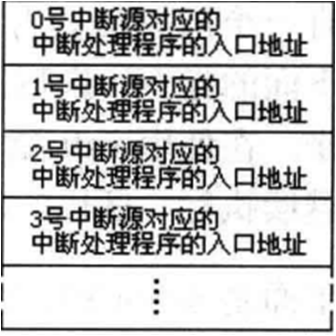 0号中断源对应的
中断处理程序的入口地址
1号中断源对应的
中断处理程序的入口地址
2号中断源对应的
中断处理程序的入口地址
3号中断源对应的
中断处理程序的入口地址
⋮